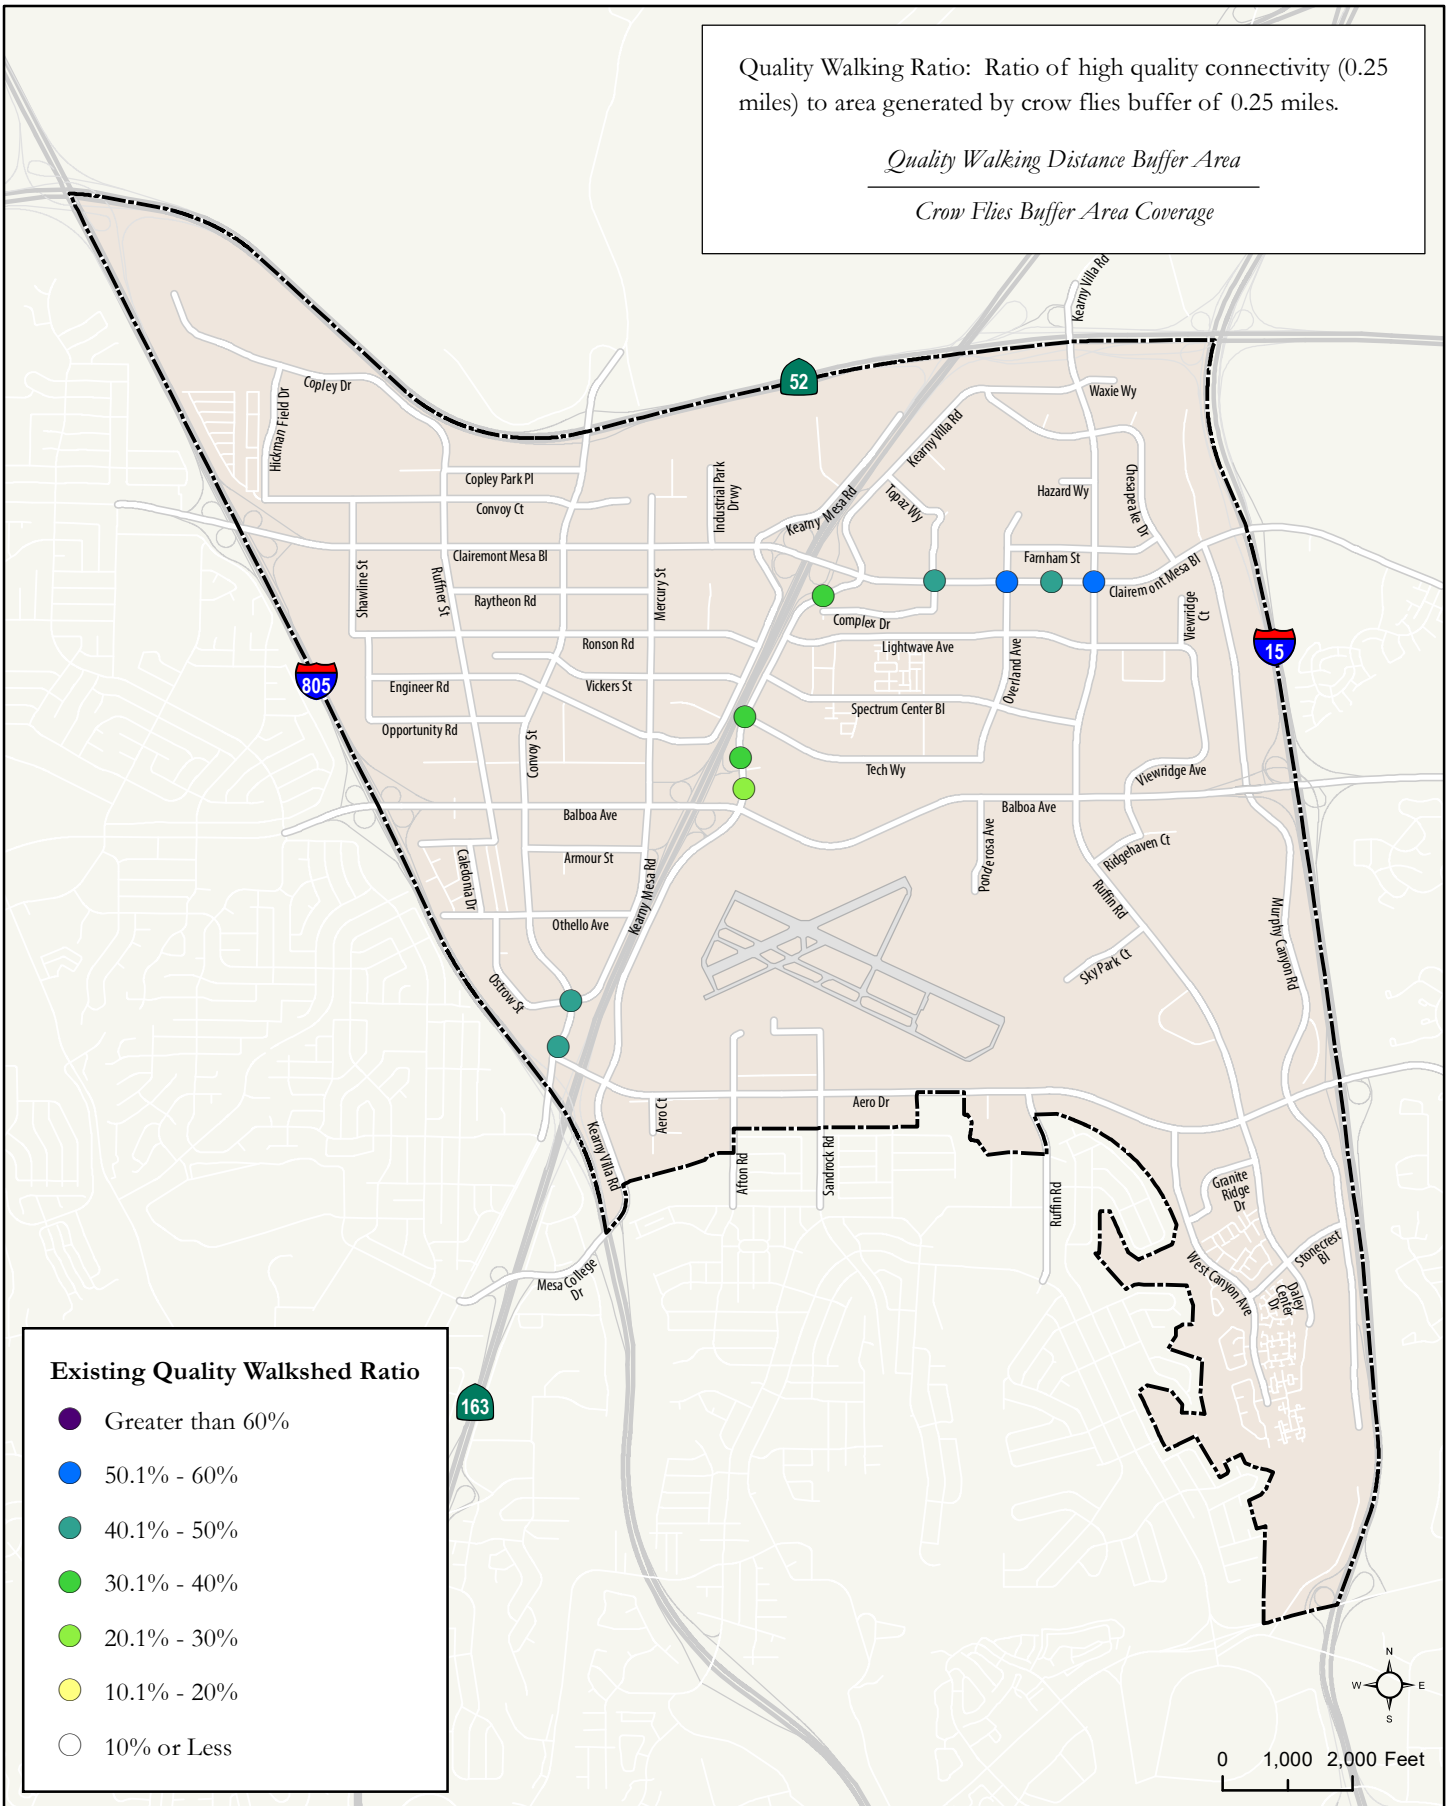 Quality Walking Ratio: Ratio of high quality connectivity (0.25
miles) to area generated by crow flies buffer of 0.25 miles.
Quality Walking Distance Buffer Area
Crow Flies Buffer Area Coverage
Kearny Villa Rd
52
Copley Dr
Hickman Field Dr
Waxie Wy
Kearny Villa Rd
Copley Park Pl
Convoy Ct
Industrial Park
Drwy
Kearny Mesa Rd
Topaz Wy
Hazard Wy
Chesapeake Dr
Clairemont Mesa Bl
Farnham St
Clairemont Mesa Bl
Shawline St
Ruffner St
Raytheon Rd
Mercury St
Complex Dr
Viewridge
Ct
Ronson Rd
Lightwave Ave
15
805
Engineer Rd
Vickers St
Overland Ave
Spectrum Center Bl
Opportunity Rd
Convoy St
Tech Wy
Viewridge Ave
Balboa Ave
Balboa Ave
Armour St
Caledonia Dr
Ponderosa Ave
Ridgehaven Ct
Kearny Mesa Rd
Ruffin Rd
Othello Ave
Murphy Canyon Rd
Sky Park Ct
Ostrow St
Aero Dr
Aero Ct
Kearny Villa Rd
Afton Rd
Sandrock Rd
Ruffin Rd
Granite
Ridge
Dr
Stonecrest
Bl
West Canyon Ave
Daley
Center
Dr
Mesa College
Dr
163
Existing Quality Walkshed Ratio
Greater than 60%
50.1% - 60%
40.1% - 50%
30.1% - 40%
20.1% - 30%
10.1% - 20%
10% or Less
N
W E
S
0 1,000 2,000 Feet